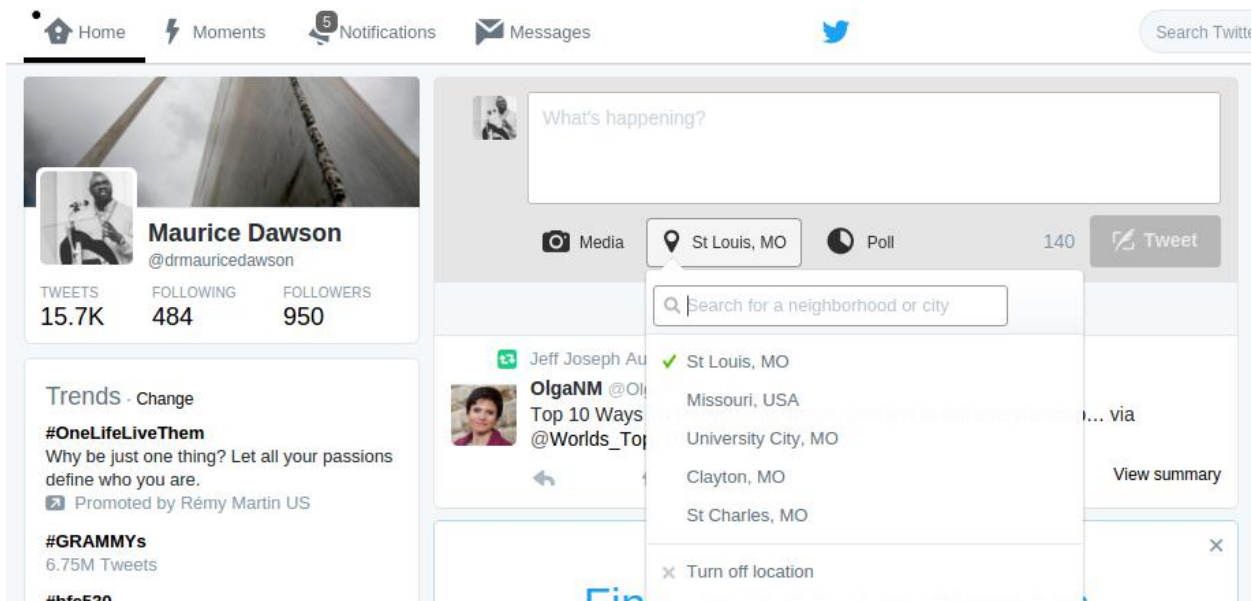 Home
Moments
5
Notifications
Messages
Search Twitte
What's happening?
Media
St Louis, MO
Poll
140
Tweet
Maurice Dawson
@drmauricedawson
TWEETS FOLLOWING FOLLOWERS
15.7K 484 950
Trends · Change
#OneLifeLiveThem
Why be just one thing? Let all your passions
define who you are.
Promoted by Rémy Martin US
#GRAMMYs
6.75M Tweets
Search for a neighborhood or city
St Louis, MO
Missouri, USA
University City, MO
Clayton, MO
St Charles, MO
Turn off location
Jeff Joseph Au
OlgaNM @Ol
Top 10 Ways
... via
@Worlds_Top
View summary